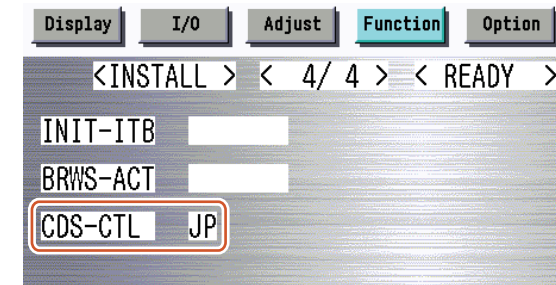 Display I/O Adjust Function Option
<INSTALL > < 4/ 4 > < READY >
INIT-ITB
BRWS-ACT
CDS-CTL JP